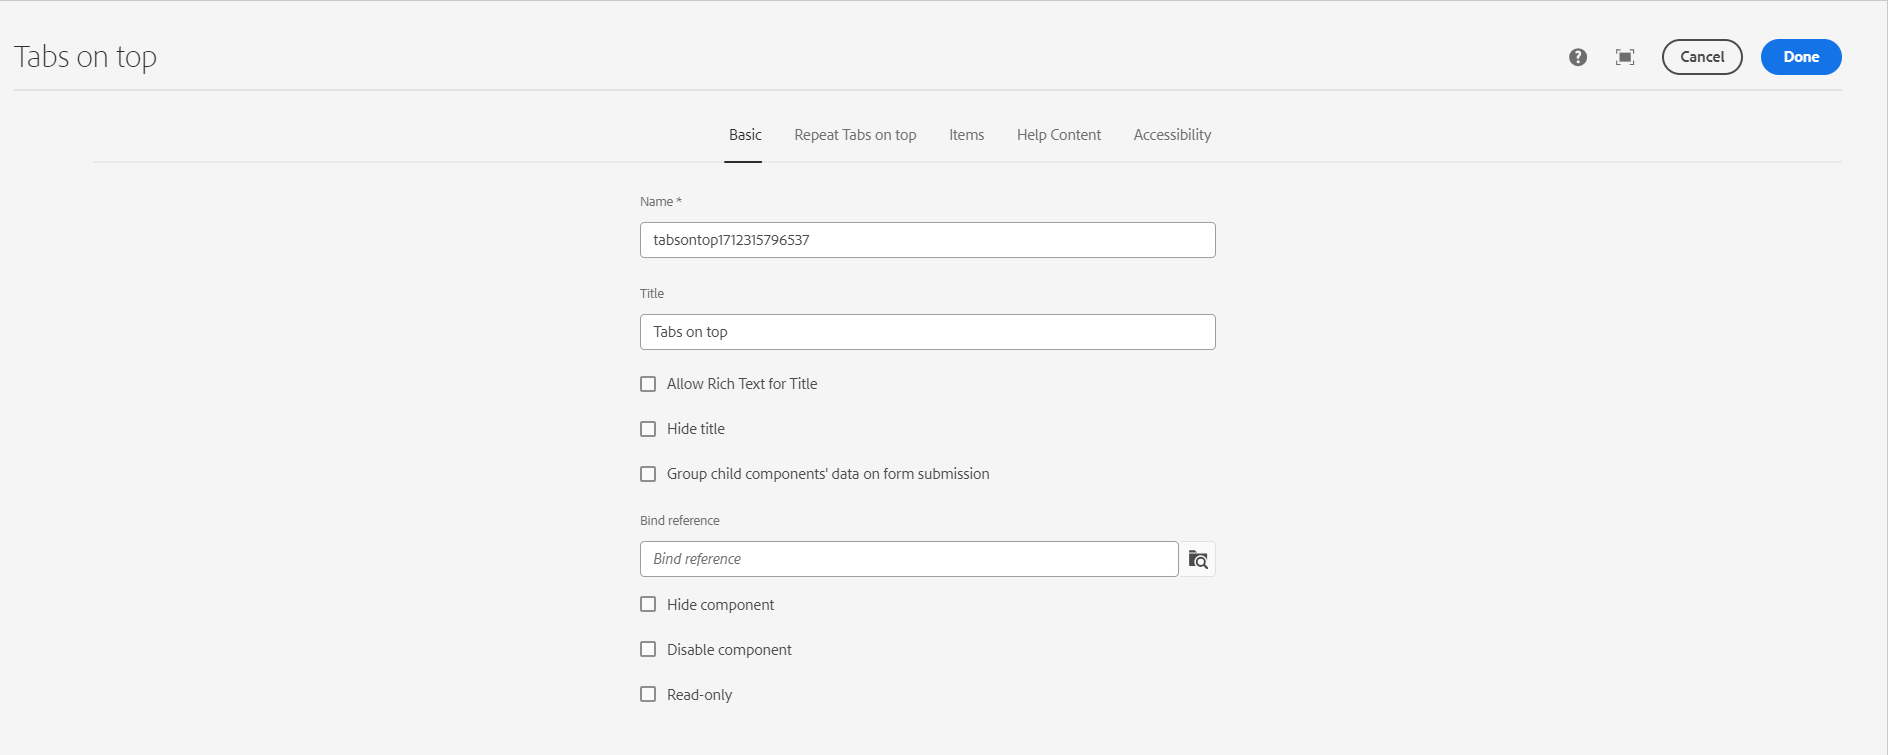 Tabs on top
Cancel
Done
Basic
Repeat Tabs on top
Items
Help Content
Accessibility
Name *
tabsontop1712315796537
Title
Tabs on top
Allow Rich Text for Title
Hide title
Group child components' data on form submission
Bind reference
Bind reference
Hide component
Disable component
Read-only